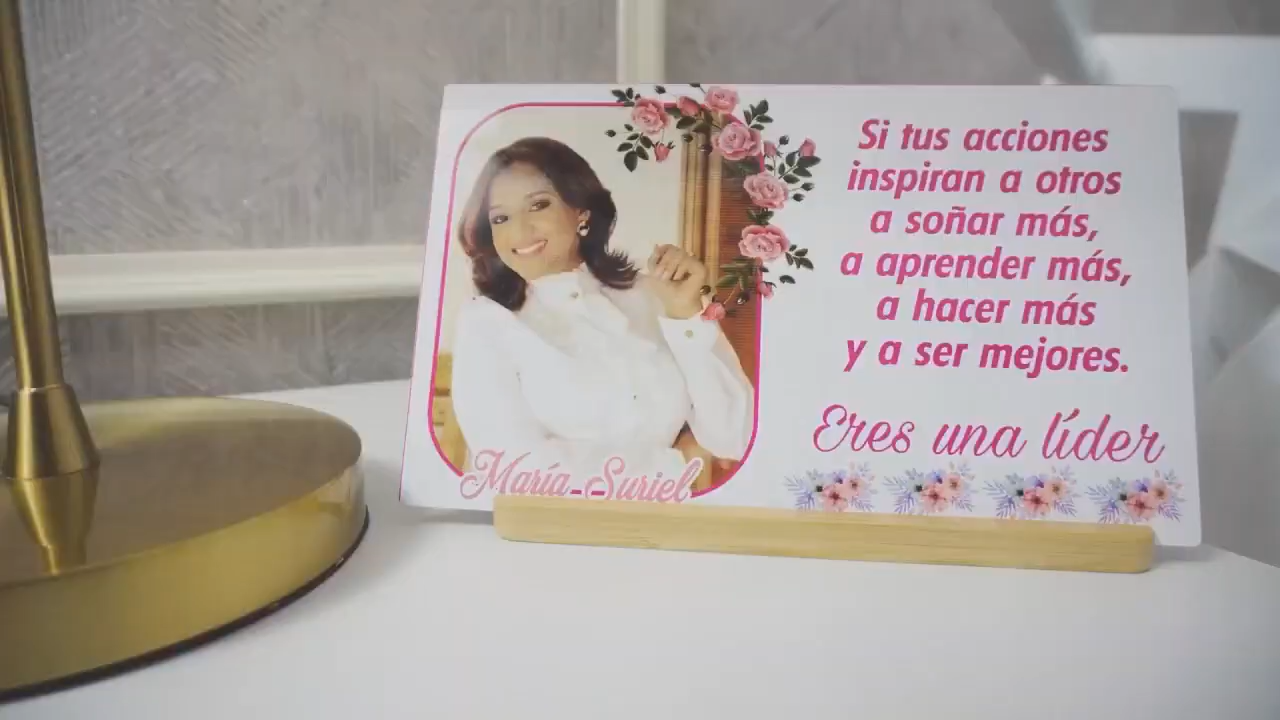 Si tus acciones
inspiran a otros
a soñar más,
a aprender más,
a hacer más
y a ser mejores.
Eres una líder
María Suriel